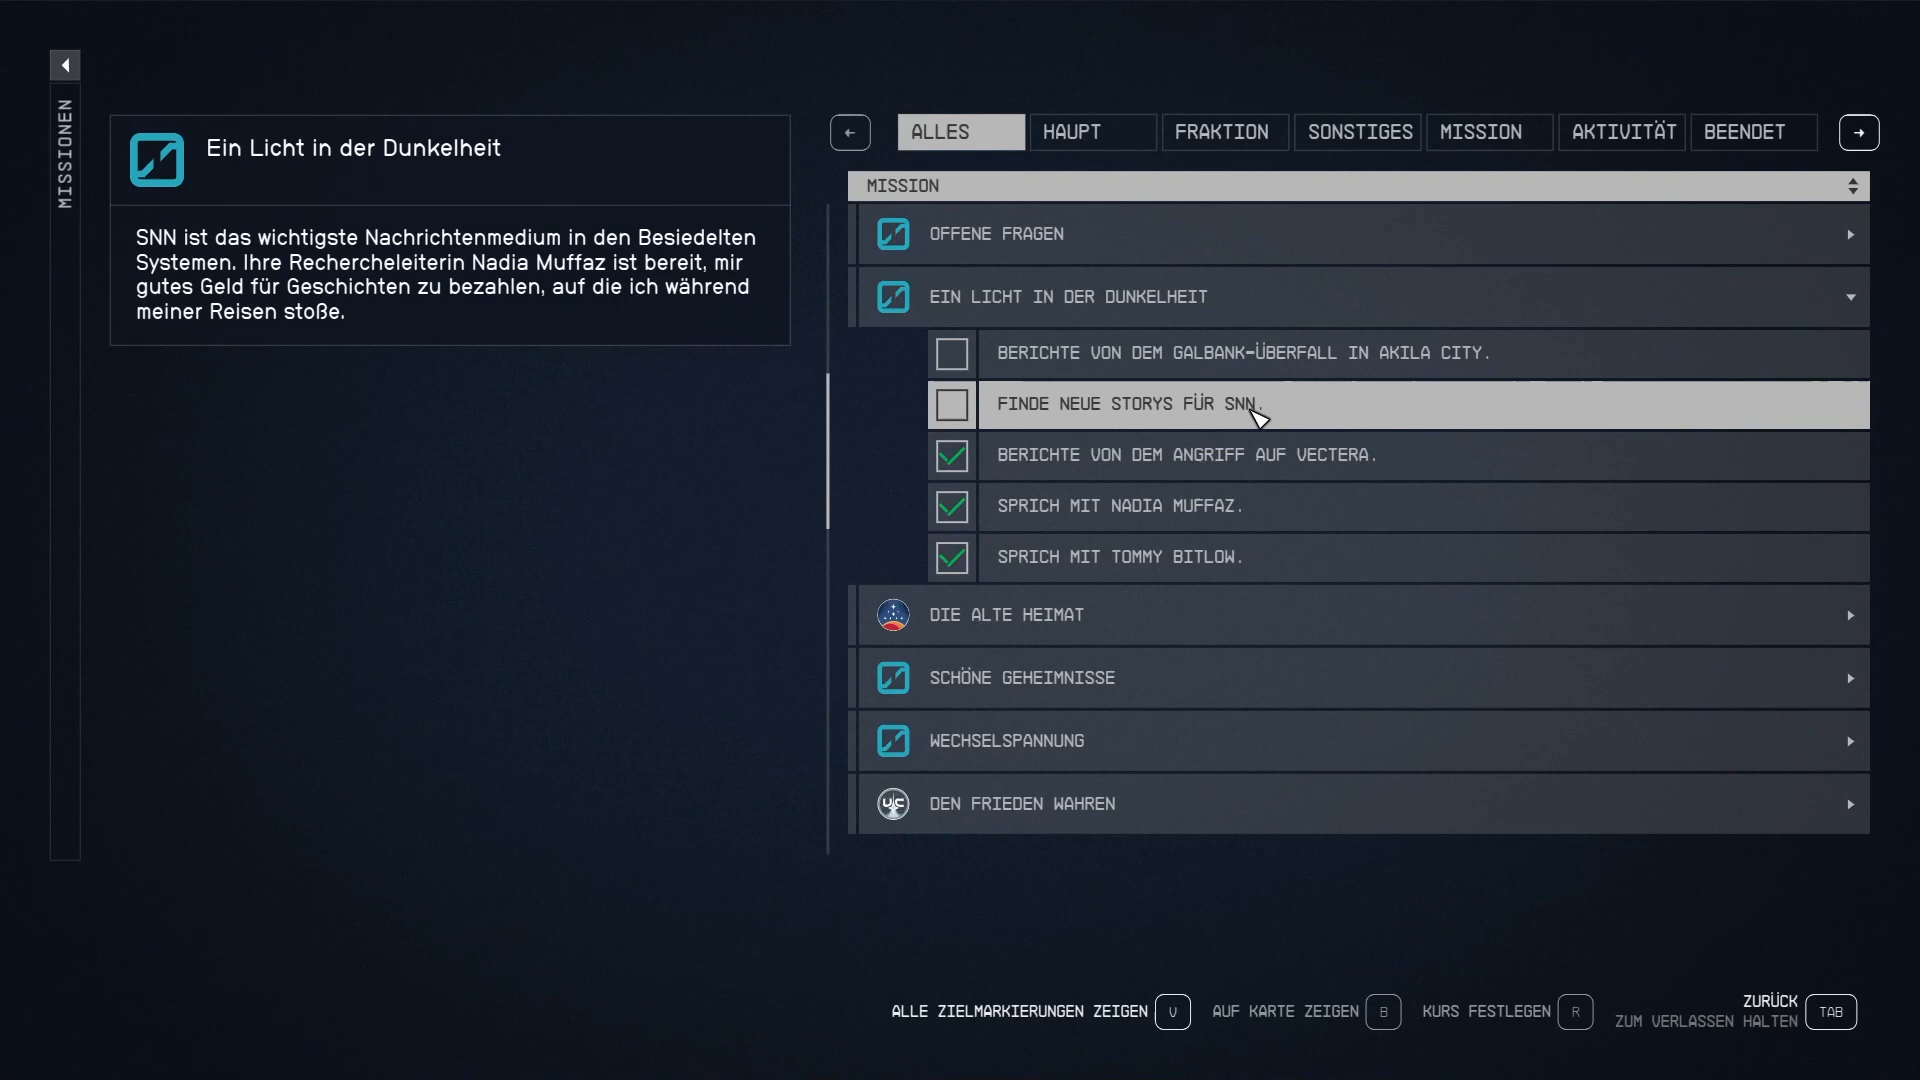 MISSIONEN
Ein Licht in der Dunkelheit
SNN ist das wichtigste Nachrichtenmedium in den Besiedelten
Systemen. Ihre Rechercheleiterin Nadia Muffaz ist bereit, mir
gutes Geld für Geschichten zu bezahlen, auf die ich während
meiner Reisen stoße.
ALLES
HAUPT
FRAKTION
SONSTIGES
MISSION
AKTIVITÄT
BEENDET
MISSION
OFFENE FRAGEN
EIN LICHT IN DER DUNKELHEIT
BERICHTE VON DEM GALBANK-ÜBERFALL IN AKILA CITY.
FINDE NEUE STORYS FÜR SNN.
BERICHTE VON DEM ANGRIFF AUF VECTERA.
SPRICH MIT NADIA MUFFAZ.
SPRICH MIT TOMMY BITLOW.
DIE ALTE HEIMAT
SCHÖNE GEHEIMNISSE
WECHSELSPANNUNG
UC
DEN FRIEDEN WAHREN
ALLE ZIELMARKIERUNGEN ZEIGEN V
AUF KARTE ZEIGEN B
KURS FESTLEGEN R
ZURÜCK
ZUM VERLASSEN HALTEN
TAB